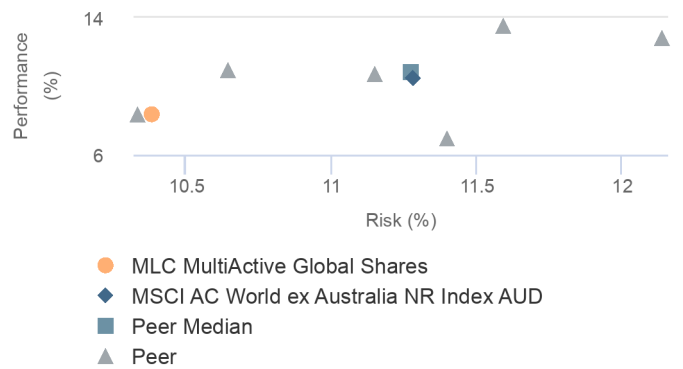 14
Performance
(%)
6
10.5 11 11.5 12
Risk (%)
MLC MultiActive Global Shares
MSCI AC World ex Australia NR Index AUD
Peer Median
Peer